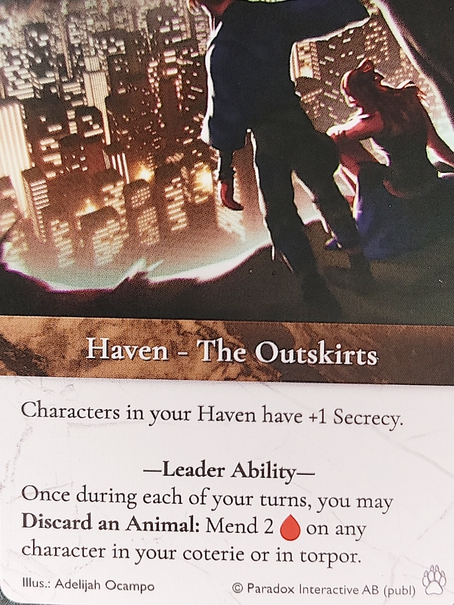 Haven - The Outskirts
Characters in your Haven have +1 Secrecy.
—Leader Ability—
Once during each of your turns, you may
Discard an Animal: Mend 2 on any
character in your coterie or in torpor.
Illus.: Adelijah Ocampo © Paradox Interactive AB (publ)